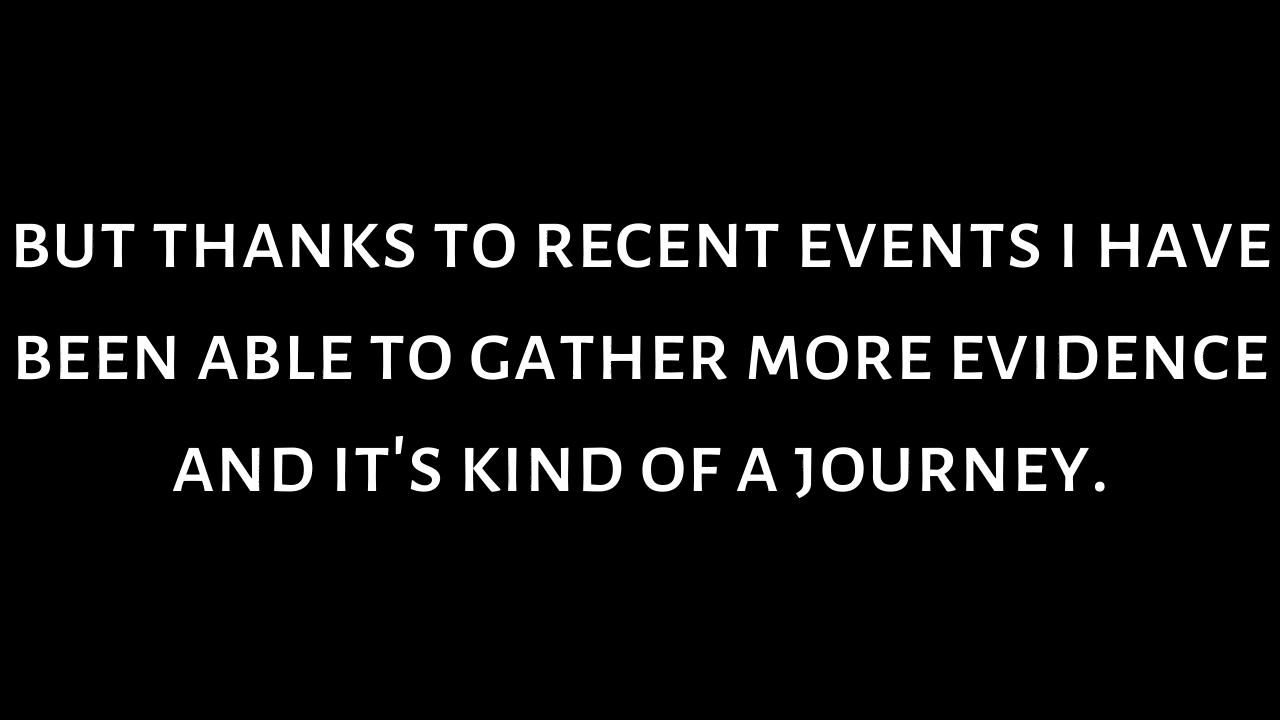 BUT THANKS TO RECENT EVENTS I HAVE
BEEN ABLE TO GATHER MORE EVIDENCE
AND IT'S KIND OF A JOURNEY.